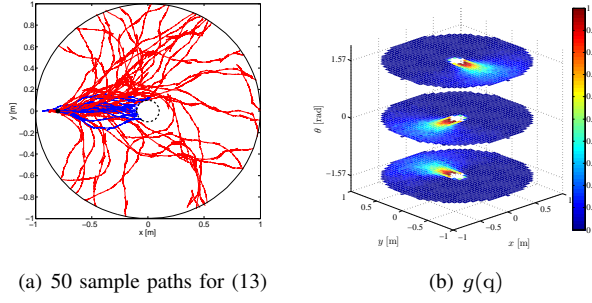 1
0.8
0.6
0.4
0.2
0
−0.2
−0.4
−0.6
−0.8
−1
y [m]
−1 −0.5 0 0.5 1
x [m]
(a) 50 sample paths for (13)
θ [rad]
1.57
0
−1.57
1 0.5 0 −0.5 −1
y [m]
−1 −0.5 0 0.5 1
x [m]
(b) g(q)